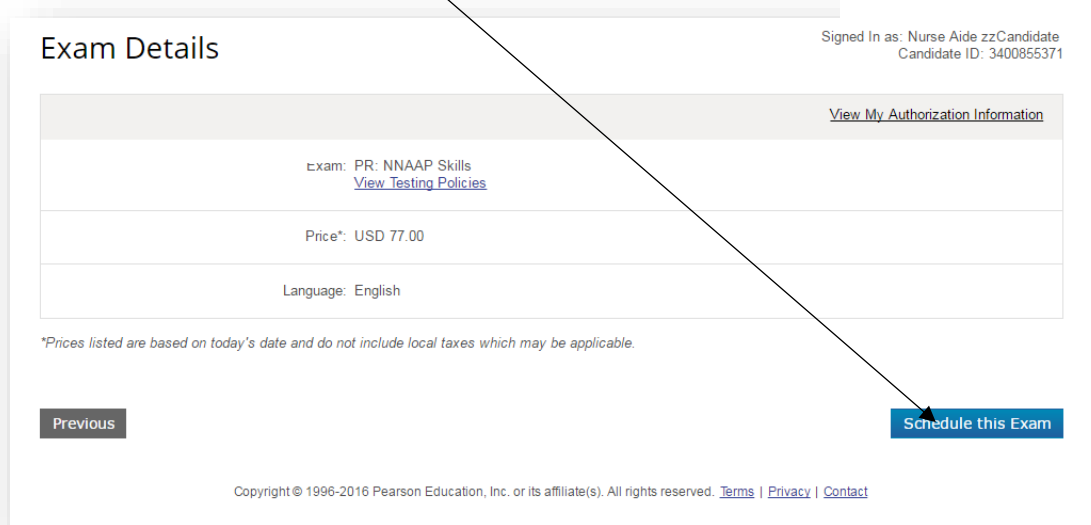 Exam Details
Signed In as: Nurse Aide zzCandidate
Candidate ID: 3400855371
View My Authorization Information
Exam: PR: NNAAP Skills
View Testing Policies
Price*: USD 77.00
Language: English
*Prices listed are based on today's date and do not include local taxes which may be applicable.
Previous
Schedule this Exam
Copyright © 1996-2016 Pearson Education, Inc. or its affiliate(s). All rights reserved. Terms | Privacy | Contact